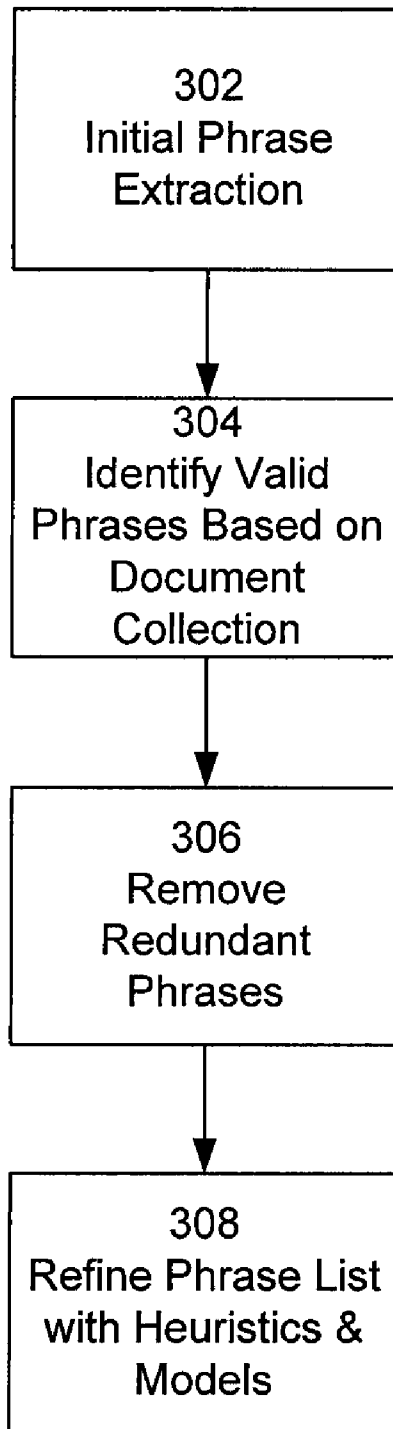 302
Initial Phrase
Extraction
304
Identify Valid
Phrases Based on
Document
Collection
306
Remove
Redundant
Phrases
308
Refine Phrase List
with Heuristics &
Models